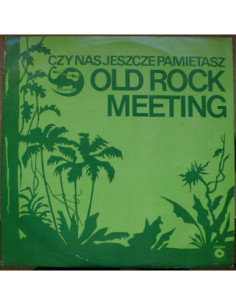 CZY NAS JESZCZE PAMIETASZ
OLD ROCK
MEETING